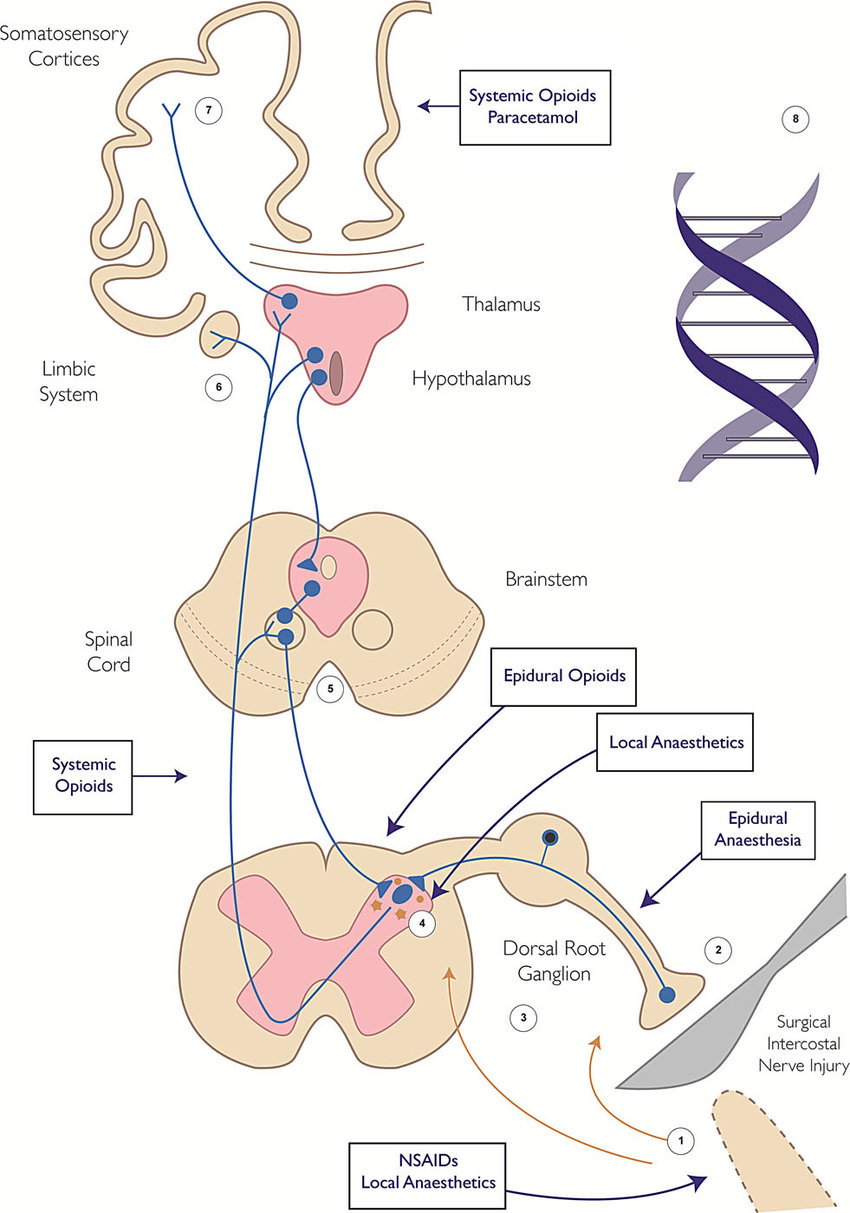 Somatosensory
Cortices
7
Systemic Opioids
Paracetamol
8
Thalamus
Limbic
System
6
Hypothalamus
Brainstem
Spinal
Cord
5
Epidural Opioids
Local Anaesthetics
Systemic
Opioids
Epidural
Anaesthesia
4
Dorsal Root
Ganglion
2
3
Surgical
Intercostal
Nerve Injury
1
NSAIDs
Local Anaesthetics